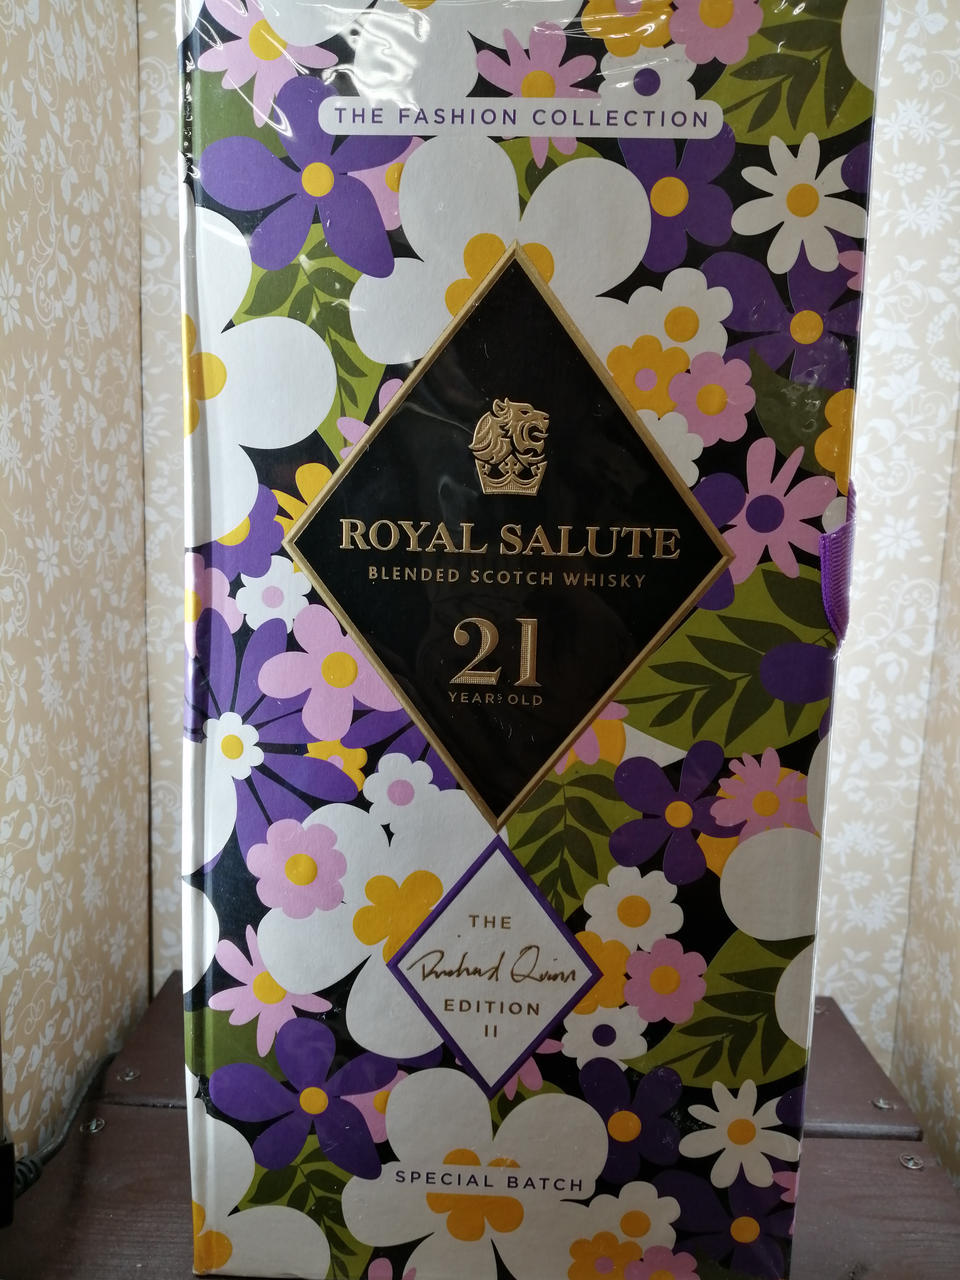 THE FASHION COLLECTION
ROYAL SALUTE
BLENDED SCOTCH WHISKY
21
YEARS OLD
THE
Richard Quinn
EDITION
II
SPECIAL BATCH